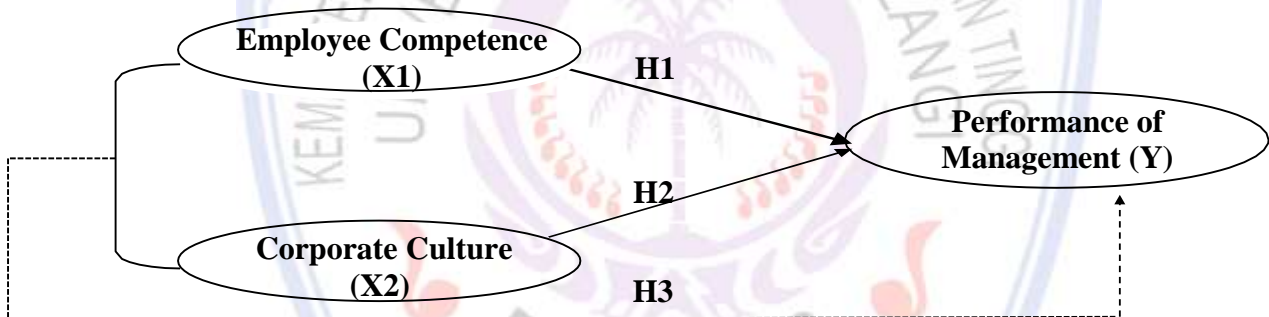 Employee Competence
(X1)
H1
Performance of
Management (Y)
H2
Corporate Culture
(X2)
H3